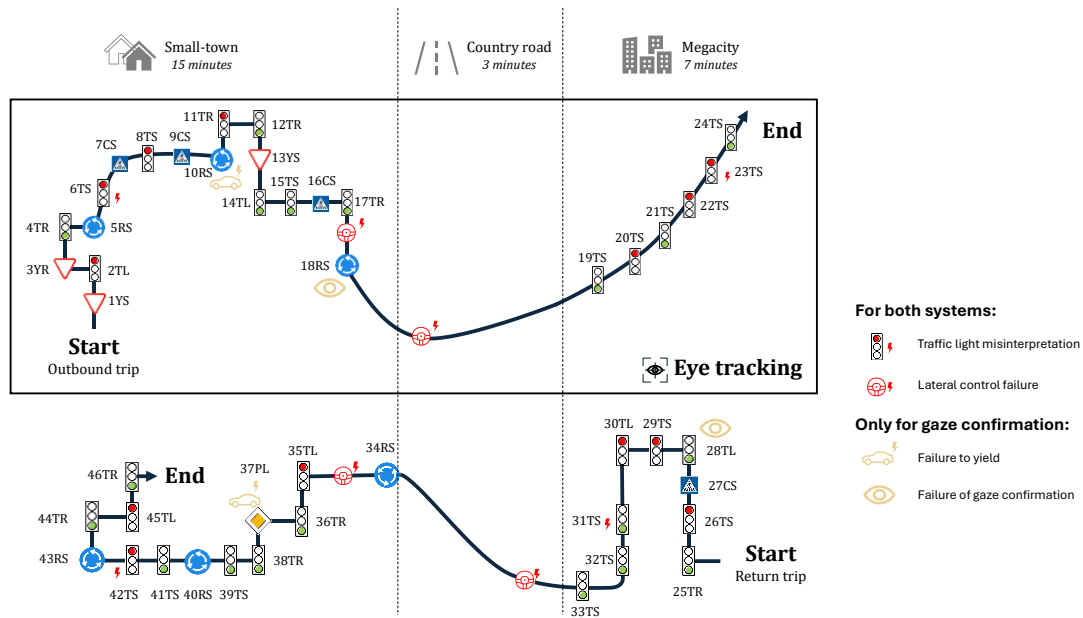 Small-town
15 minutes
Country road
3 minutes
Megacity
7 minutes
11TR
12TR
24TS
End
7CS
8TS
9CS
10RS
13YS
23TS
6TS
15TS
16CS
22TS
14TL
17TR
21TS
4TR
5RS
20TS
3YR
2TL
18RS
19TS
1YS
Start
Outbound trip
Eye tracking
For both systems:
Traffic light misinterpretation
Lateral control failure
Only for gaze confirmation:
Failure to yield
Failure of gaze confirmation
30TL
29TS
28TL
35TL
34RS
37PL
46TR
End
27CS
44TR
45TL
36TR
31TS
26TS
43RS
38TR
32TS
Start
Return trip
42TS
41TS
40RS
39TS
25TR
33TS